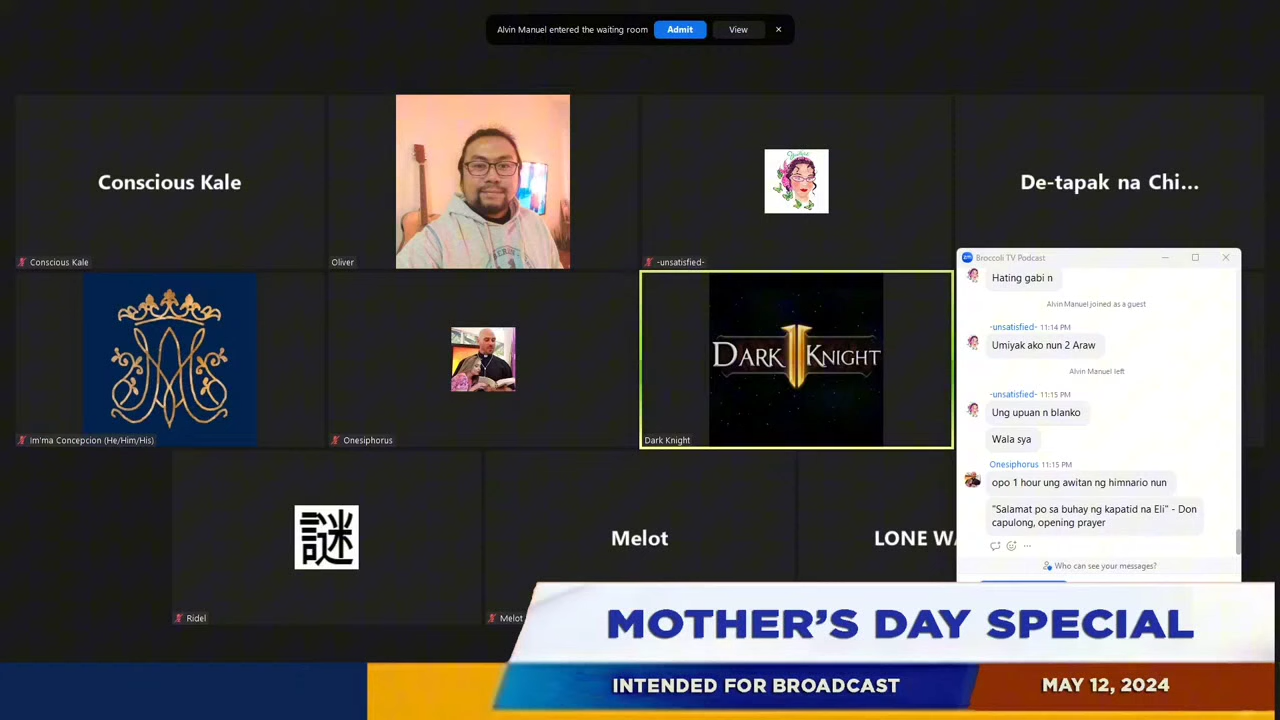 Alvin Manuel entered the waiting room
Admit
View
Conscious Kale
Conscious Kale
Oliver
-unsatisfied-
De-tapak na Chi...
Im'ma Concepcion (He/Him/His)
Onesiphorus
DARK KNIGHT
Dark Knight
謎
Ridel
Melot
Melot
LONE WA
zm Broccoli TV Podcast
Hating gabi n
Alvin Manuel joined as a guest
-unsatisfied- 11:14 PM
Umiyak ako nun 2 Araw
Alvin Manuel left
-unsatisfied- 11:15 PM
Ung upuan n blanko
Wala sya
Onesiphorus 11:15 PM
opo 1 hour ung awitan ng himnario nun
"Salamat po sa buhay ng kapatid na Eli" - Don
capulong, opening prayer
Who can see your messages?
MOTHER'S DAY SPECIAL
INTENDED FOR BROADCAST
MAY 12, 2024